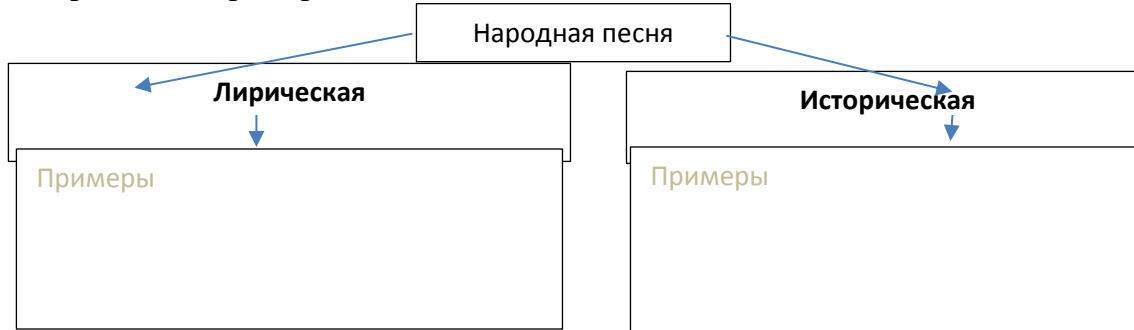 Народная песня
Лирическая
Историческая
Примеры
Примеры